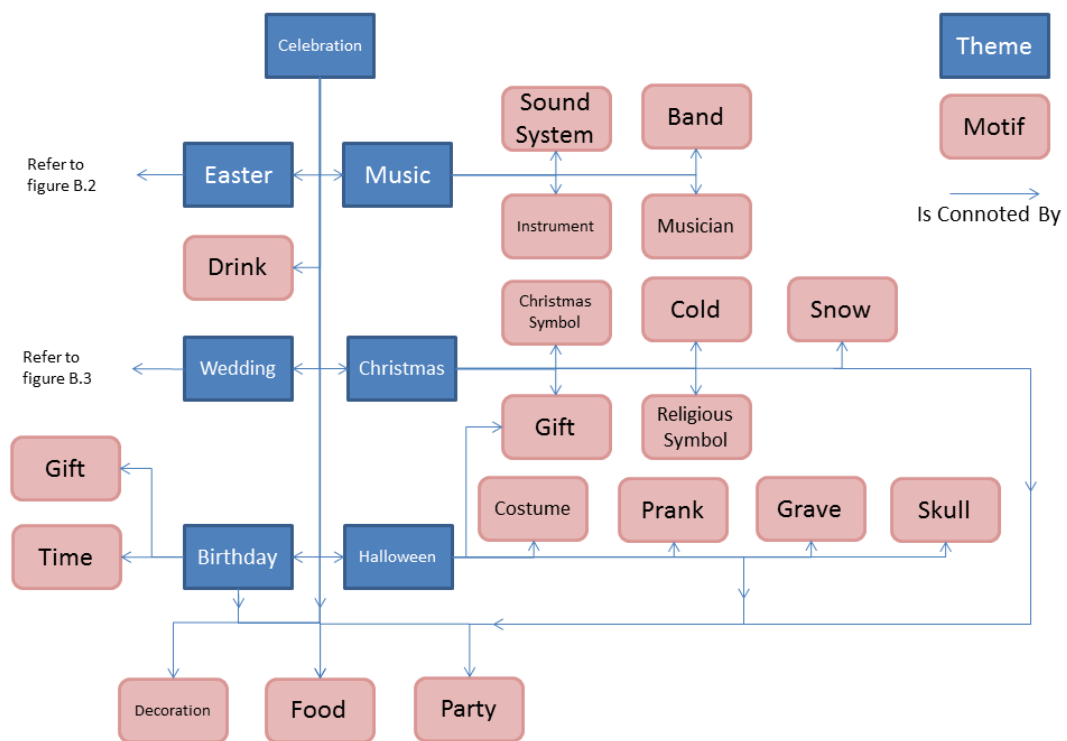 Celebration
Theme
Sound
System
Band
Motif
Refer to
figure B.2
Easter
Music
Is Connoted By
Instrument
Musician
Drink
Christmas
Symbol
Cold
Snow
Refer to
figure B.3
Wedding
Christmas
Gift
Religious
Symbol
Gift
Costume
Prank
Grave
Skull
Time
Birthday
Halloween
Decoration
Food
Party